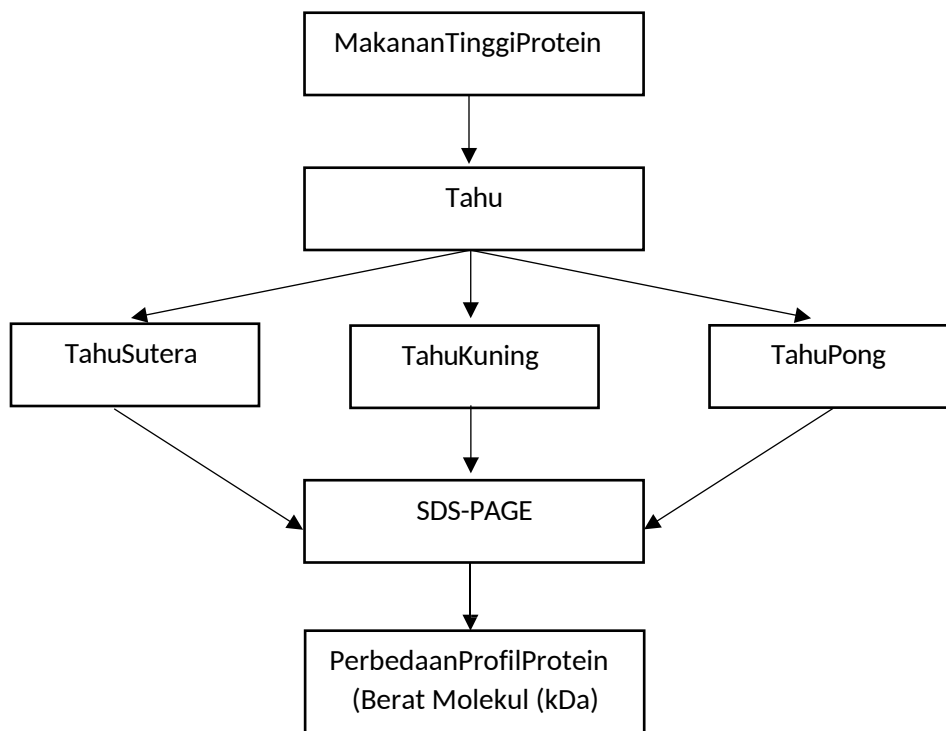 MakananTinggiProtein
Tahu
TahuSutera
TahuKuning
TahuPong
SDS-PAGE
PerbedaanProfilProtein
(Berat Molekul (kDa)